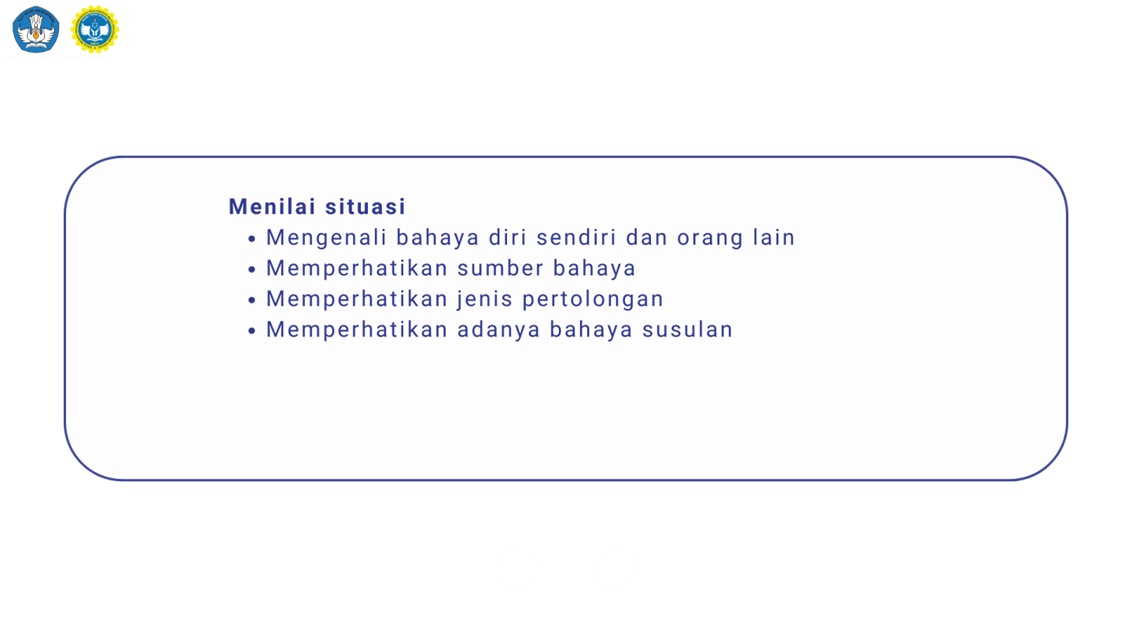 Menilai situasi
• Mengenali bahaya diri sendiri dan orang lain
• Memperhatikan sumber bahaya
• Memperhatikan jenis pertolongan
• Memperhatikan adanya bahaya susulan